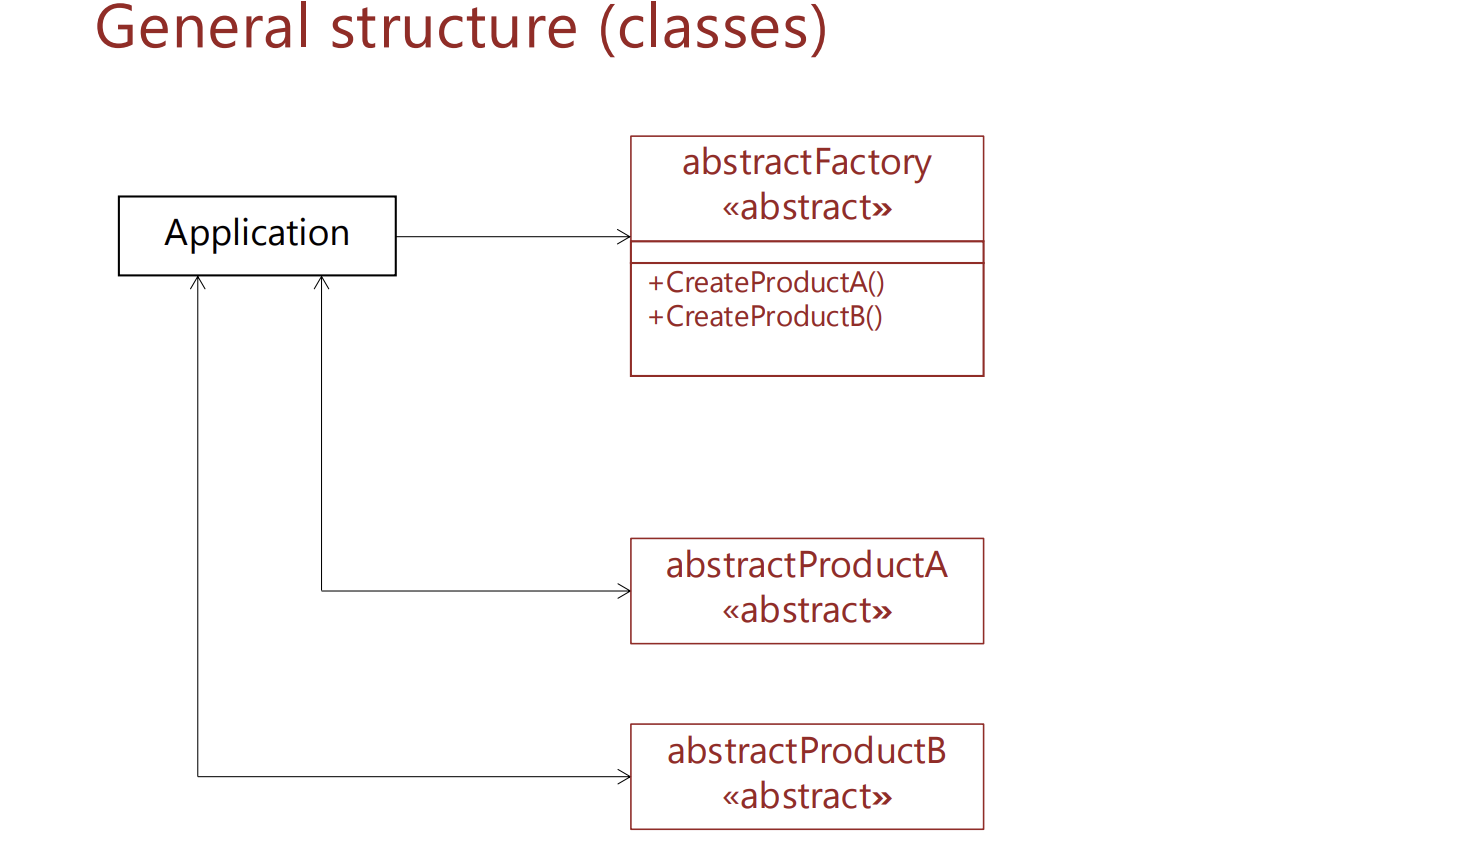 General structure (classes)
Application
abstractFactory
«abstract»
+CreateProductA()
+CreateProductB()
abstractProductA
«abstract»
abstractProductB
«abstract»